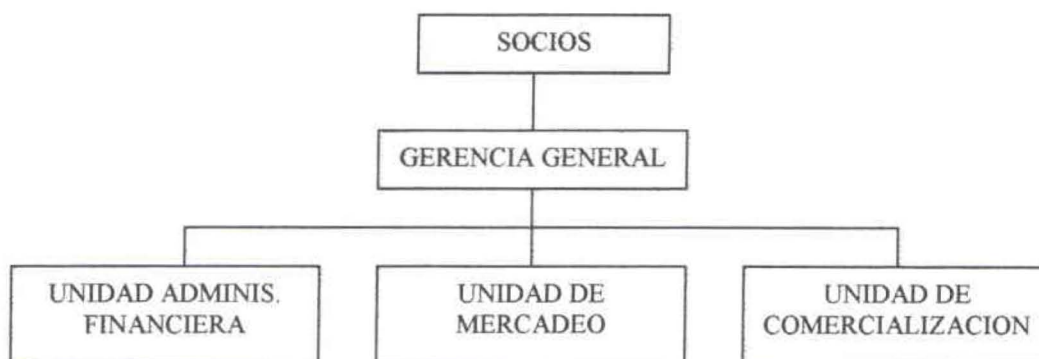 SOCIOS
GERENCIA GENERAL
UNIDAD ADMINIS.
FINANCIERA
UNIDAD DE
MERCADEO
UNIDAD DE
COMERCIALIZACION